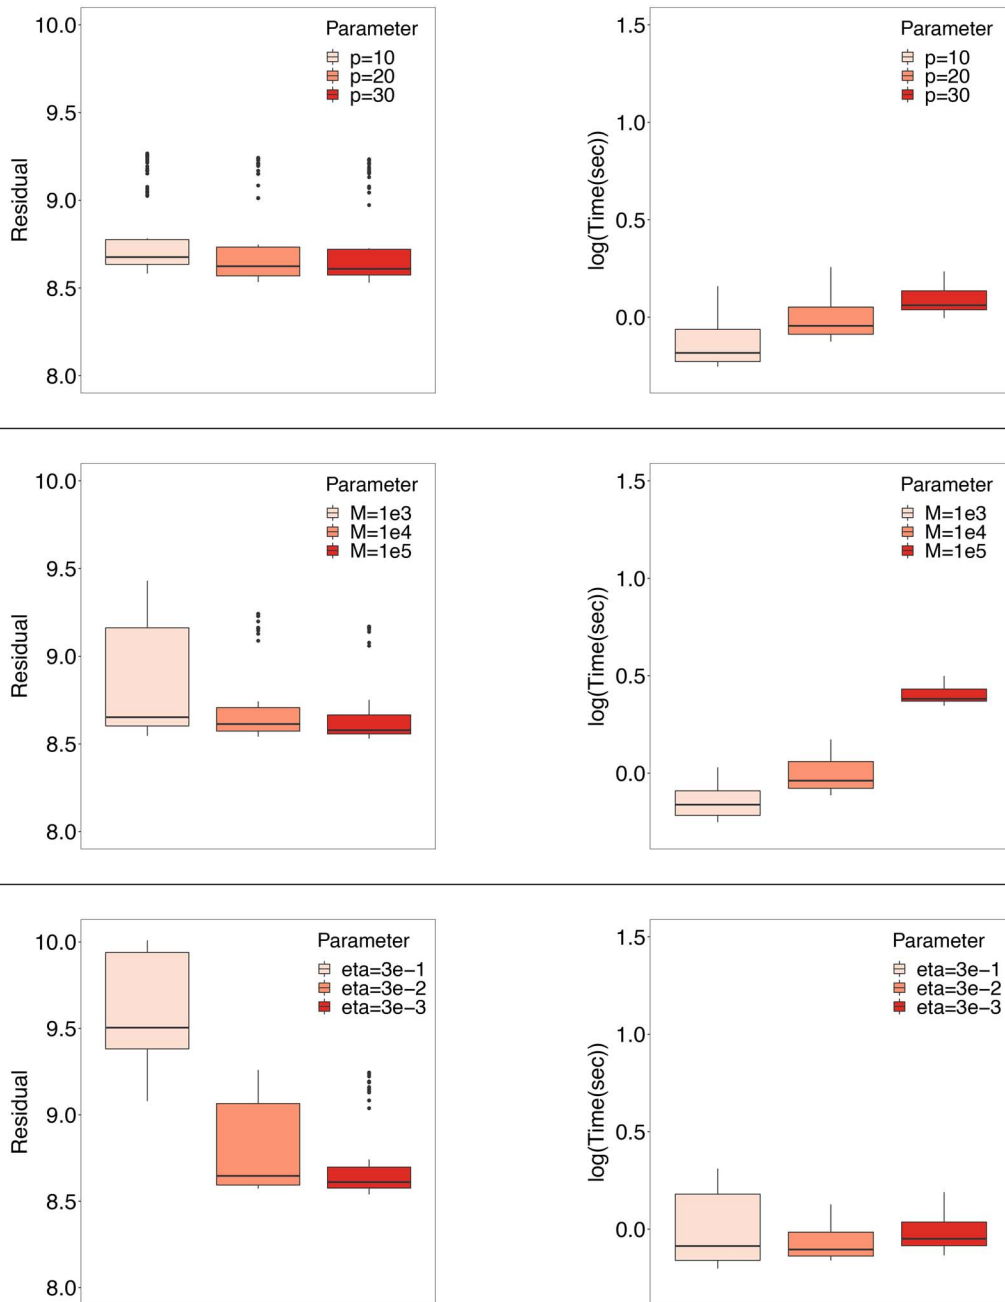 Parameter
p=10
p=20
p=30
Residual
10.0
9.5
9.0
8.5
8.0
Parameter
p=10
p=20
p=30
log(Time(sec))
1.5
1.0
0.5
0.0
Parameter
M=1e3
M=1e4
M=1e5
Residual
10.0
9.5
9.0
8.5
8.0
Parameter
M=1e3
M=1e4
M=1e5
log(Time(sec))
1.5
1.0
0.5
0.0
Parameter
eta=3e−1
eta=3e−2
eta=3e−3
Residual
10.0
9.5
9.0
8.5
8.0
Parameter
eta=3e−1
eta=3e−2
eta=3e−3
log(Time(sec))
1.5
1.0
0.5
0.0